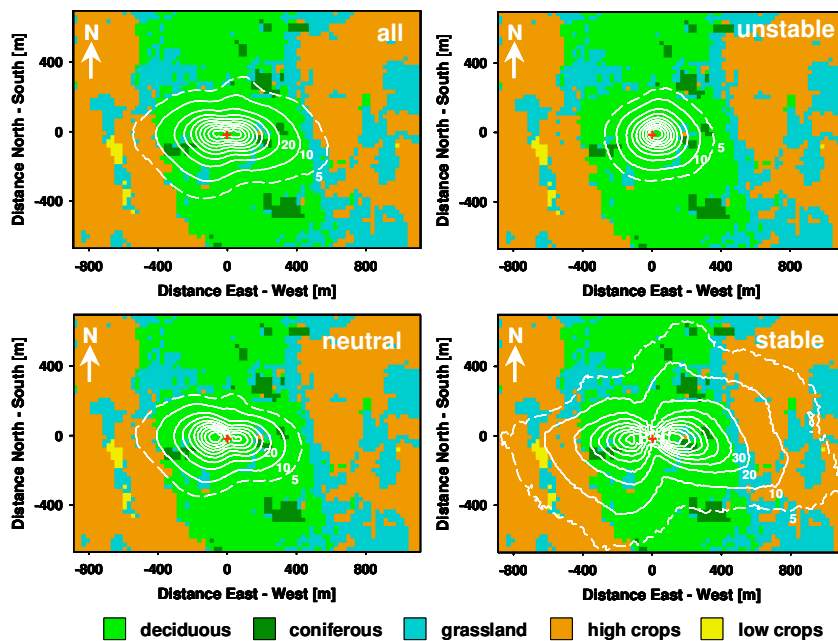 all
N
20
10
5
400
0
-400
Distance North - South [m]
-800 -400 0 400 800
Distance East - West [m]
unstable
N
10
5
400
0
-400
Distance North - South [m]
-800 -400 0 400 800
Distance East - West [m]
neutral
N
20
10
5
400
0
-400
Distance North - South [m]
-800 -400 0 400 800
Distance East - West [m]
stable
N
30
20
10
5
400
0
-400
Distance North - South [m]
-800 -400 0 400 800
Distance East - West [m]
deciduous coniferous grassland high crops low crops